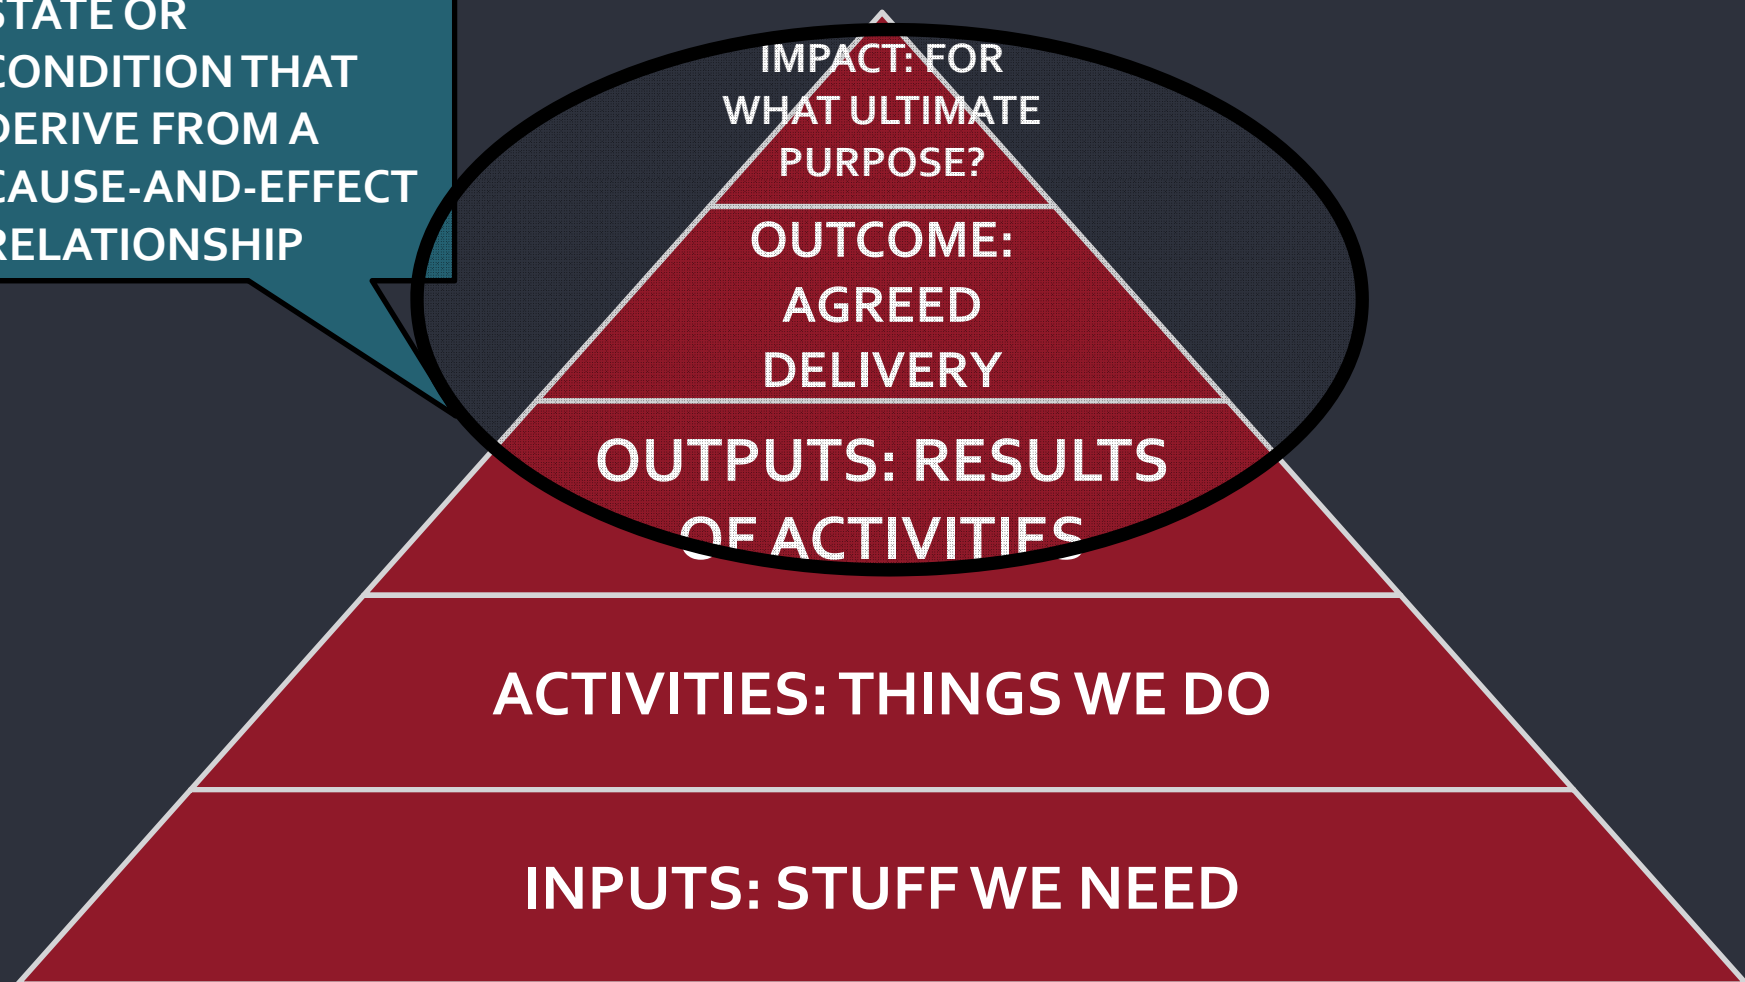 STATE OR
CONDITION THAT
DERIVE FROM A
CAUSE-AND-EFFECT
RELATIONSHIP
IMPACT: FOR
WHAT ULTIMATE
PURPOSE?
OUTCOME:
AGREED
DELIVERY
OUTPUTS: RESULTS
OF ACTIVITIES
ACTIVITIES: THINGS WE DO
INPUTS: STUFF WE NEED